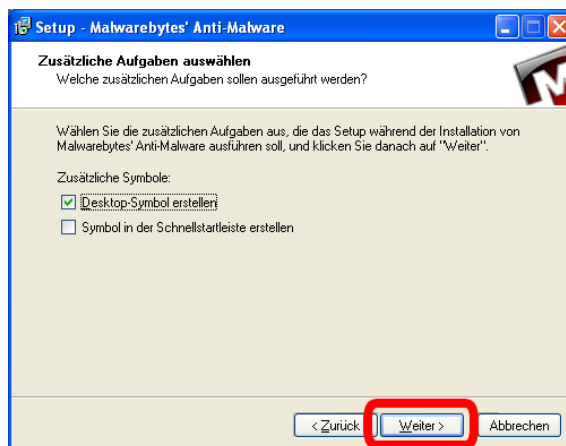 Setup - Malwarebytes' Anti-Malware
Zusätzliche Aufgaben auswählen
Welche zusätzlichen Aufgaben sollen ausgeführt werden?
Wählen Sie die zusätzlichen Aufgaben aus, die das Setup während der Installation von
Malwarebytes' Anti-Malware ausführen soll, und klicken Sie danach auf "Weiter".
Zusätzliche Symbole:
Desktop-Symbol erstellen
Symbol in der Schnellstartleiste erstellen
< Zurück Weiter > Abbrechen